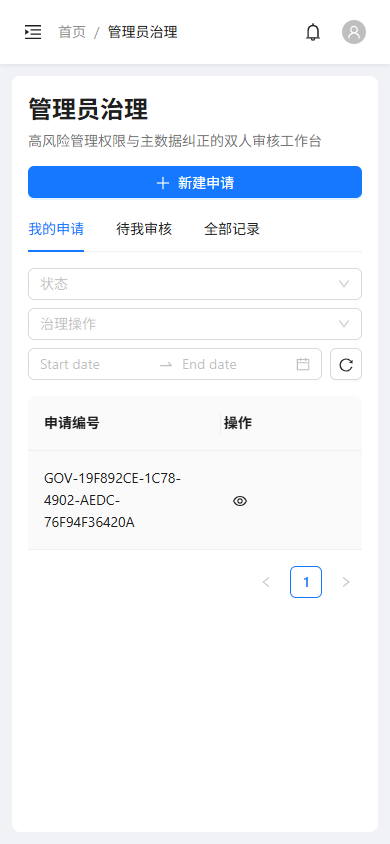 首页 / 管理员治理
管理员治理
高风险管理权限与主数据纠正的双人审核工作台
新建申请
我的申请 待我审核 全部记录
状态
治理操作
Start date End date
申请编号 操作
GOV-19F892CE-1C78-
4902-AEDC-
76F94F36420A
1